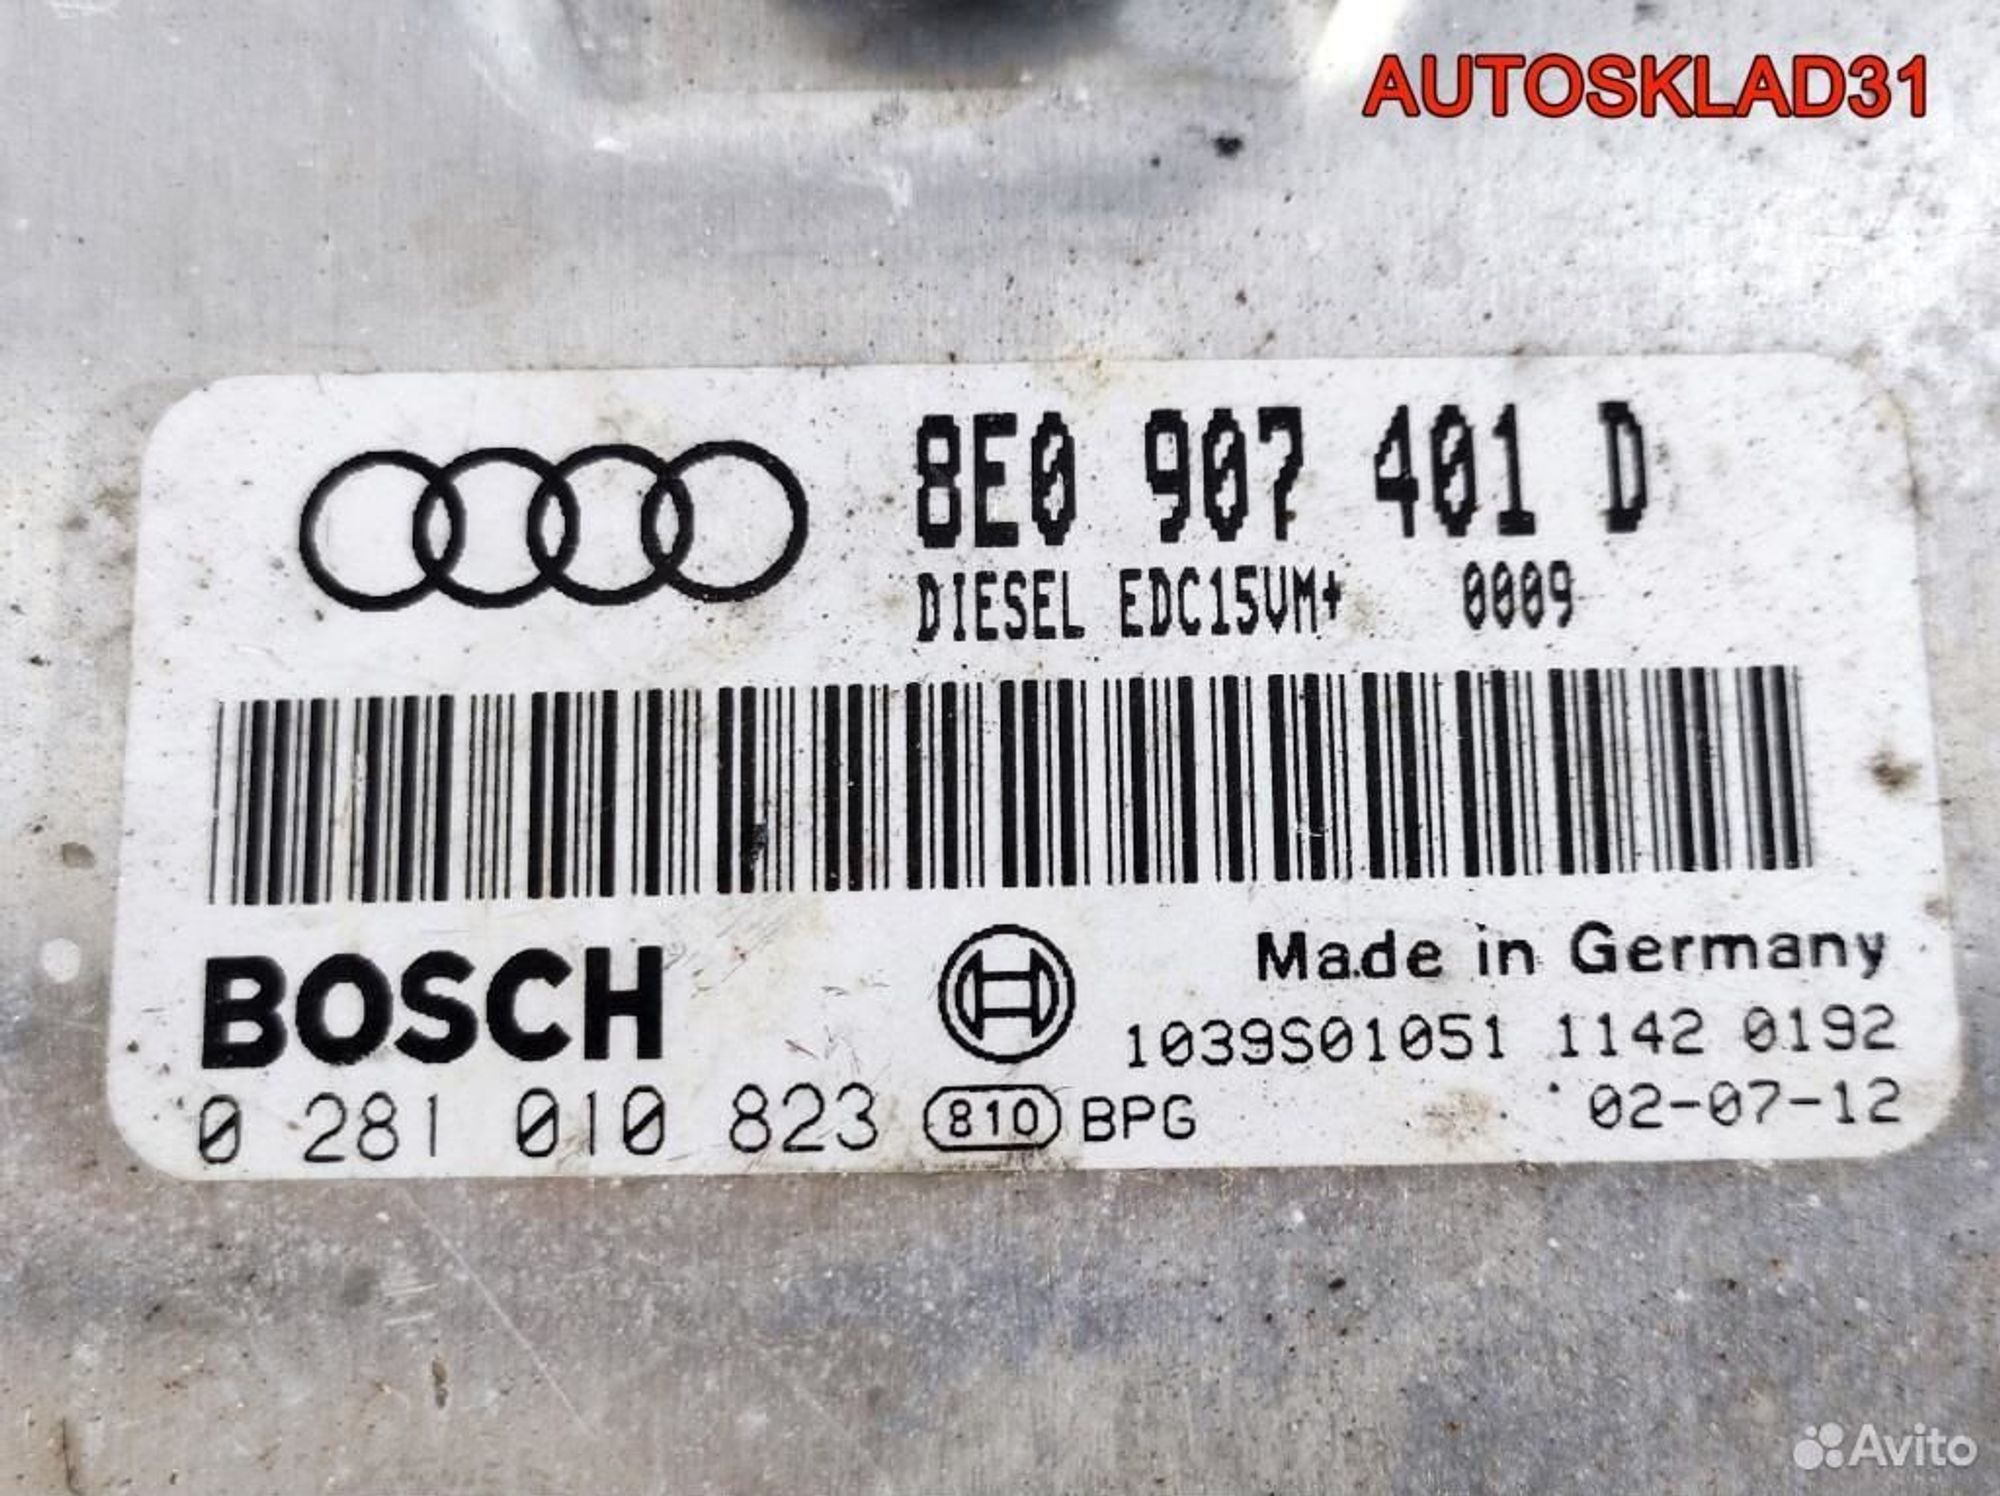 AUTOSKLAD31
8E0 907 401 D
DIESEL EDC15VM+ 0009
BOSCH
Made in Germany
1039S01051 1142 0192
0 281 010 823 810 BPG 02-07-12
Avito